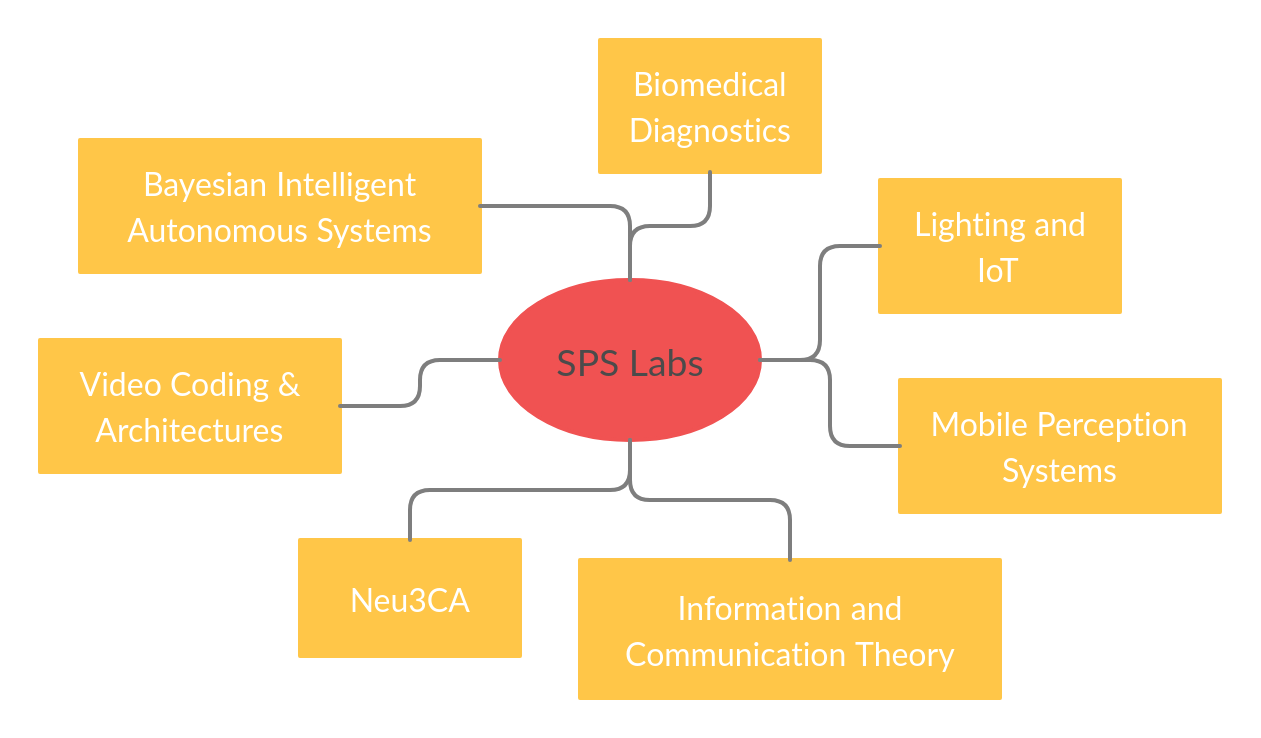 Biomedical
Diagnostics
Bayesian Intelligent
Autonomous Systems
Lighting and
IoT
SPS Labs
Video Coding &
Architectures
Mobile Perception
Systems
Neu3CA
Information and
Communication Theory